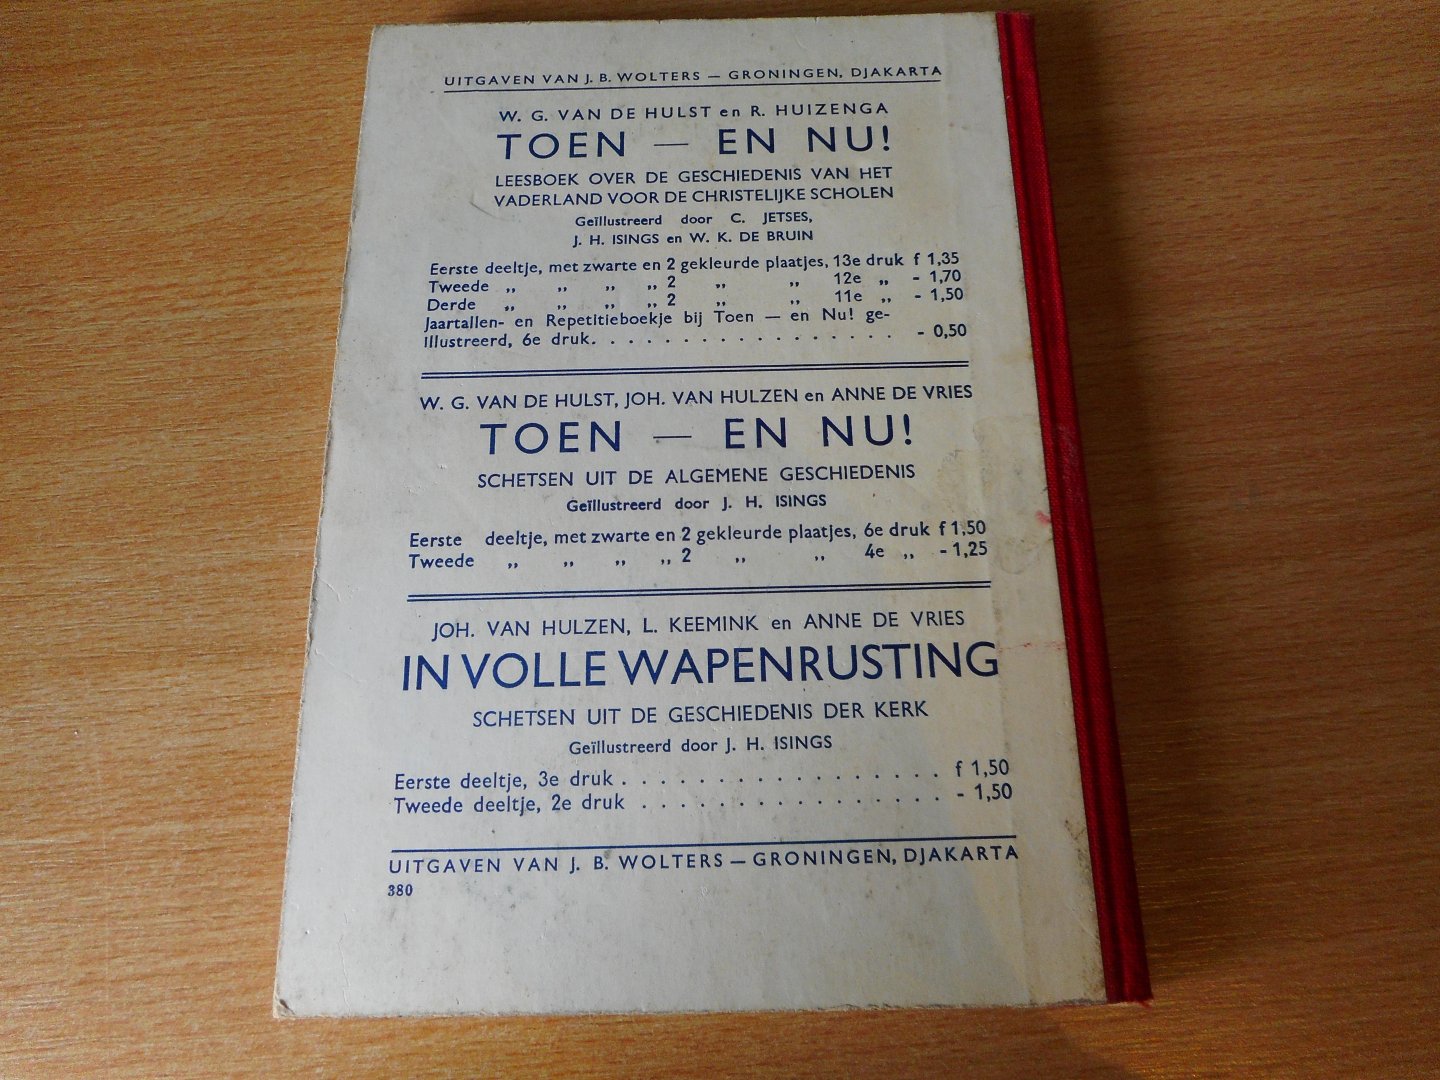 UITGAVEN VAN J. B. WOLTERS — GRONINGEN, DJAKARTA
W. G. VAN DE HULST en R. HUIZENGA
TOEN — EN NU!
LEESBOEK OVER DE GESCHIEDENIS VAN HET
VADERLAND VOOR DE CHRISTELIJKE SCHOLEN
Geïllustreerd door C. JETSES,
J. H. ISINGS en W. K. DE BRUIN
Eerste deeltje, met zwarte en 2 gekleurde plaatjes, 13e druk f 1,35
Tweede „ „ „ „ 2 „ „ 12e „ - 1,70
Derde „ „ „ „ 2 „ „ 11e „ - 1,50
Jaartallen- en Repetitieboekje bij Toen — en Nu! ge-
illustreerd, 6e druk. . . . . . . . . . . . . . . . . - 0,50
W. G. VAN DE HULST, JOH. VAN HULZEN en ANNE DE VRIES
TOEN — EN NU!
SCHETSEN UIT DE ALGEMENE GESCHIEDENIS
Geïllustreerd door J. H. ISINGS
Eerste deeltje, met zwarte en 2 gekleurde plaatjes, 6e druk f 1,50
Tweede „ „ „ „ 2 „ „ 4e „ - 1,25
JOH. VAN HULZEN, L. KEEMINK en ANNE DE VRIES
IN VOLLE WAPENRUSTING
SCHETSEN UIT DE GESCHIEDENIS DER KERK
Geïllustreerd door J. H. ISINGS
Eerste deeltje, 3e druk . . . . . . . . . . . . . . . . . f 1,50
Tweede deeltje, 2e druk . . . . . . . . . . . . . . . . - 1,50
UITGAVEN VAN J. B. WOLTERS — GRONINGEN, DJAKARTA
380